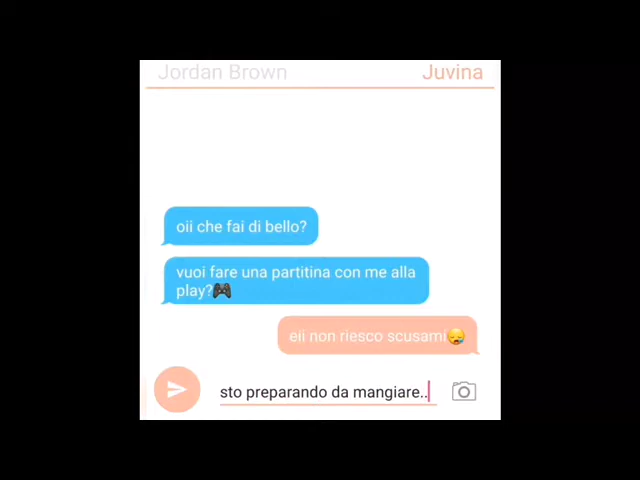 Jordan Brown Juvina
oii che fai di bello?
vuoi fare una partitina con me alla
play?🎮
eii non riesco scusami😪
sto preparando da mangiare..